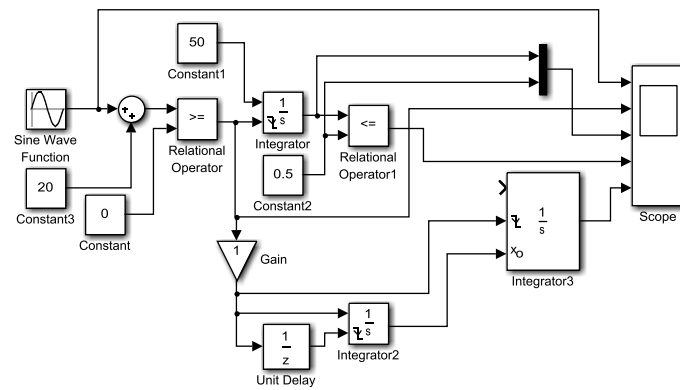 50
Constant1
Sine Wave
Function
+
+
>=
Relational
Operator
1
s
Integrator
<=
Relational
Operator1
20
Constant3
0
Constant
0.5
Constant2
Scope
1
s
xo
Integrator3
1
Gain
1
s
Integrator2
1
z
Unit Delay